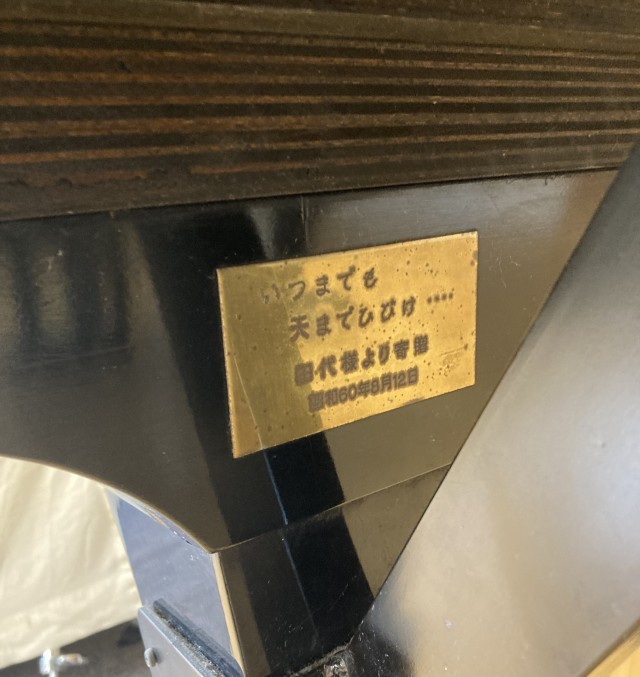 いつまでも
天までひびけ ‥‥
田代様より寄贈
昭和60年8月12日